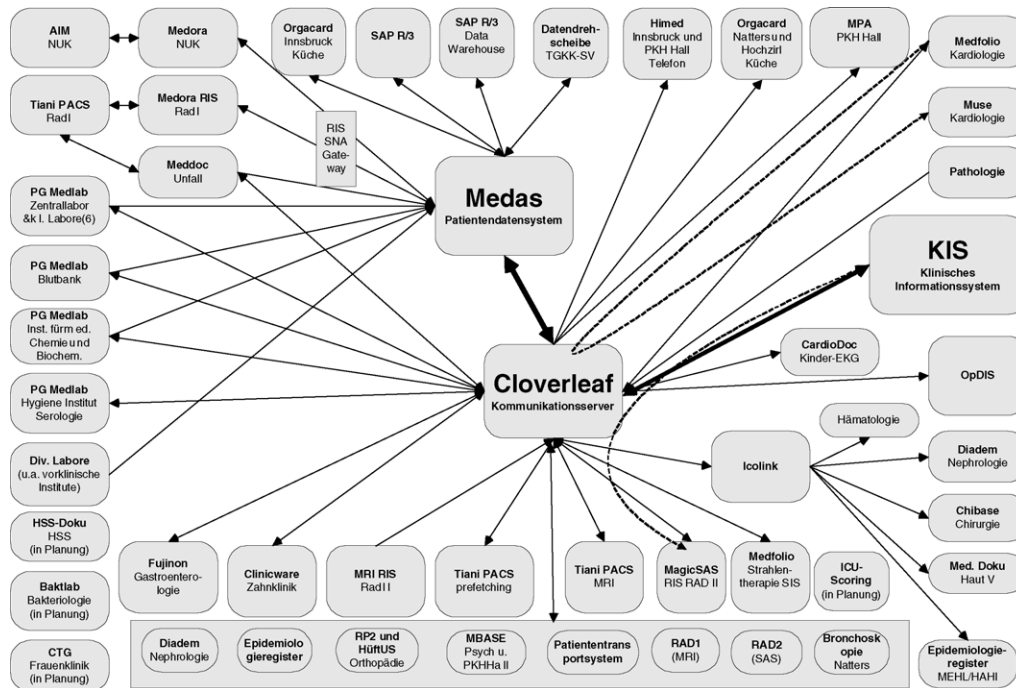 AIM
NUK
Medora
NUK
Orgacard
Innsbruck
Küche
SAP R/3
SAP R/3
Data
Warehouse
Datendreh-
scheibe
TGKK-SV
Himed
Innsbruck und
PKH Hall
Telefon
Orgacard
Natters und
Hochzirl
Küche
MPA
PKH Hall
Medfolio
Kardiologie
Tiani PACS
Rad I
Medora RIS
Rad I
RIS
SNA
Gate-
way
Muse
Kardiologie
Meddoc
Unfall
Medas
Patientendatensystem
Pathologie
PG Medlab
Zentrallabor
&k l. Labore(6)
KIS
Klinisches
Informationssystem
PG Medlab
Blutbank
PG Medlab
Inst. fürm ed.
Chemie und
Biochem.
Cloverleaf
Kommunikationsserver
CardioDoc
Kinder-EKG
OpDIS
PG Medlab
Hygiene Institut
Serologie
Hämatologie
Div. Labore
(u.a. vorklinische
Institute)
Icolink
Diadem
Nephrologie
HSS-Doku
HSS
(in Planung)
Chibase
Chirurgie
Fujinon
Gastroentero-
logie
Clinicware
Zahnklinik
MRI RIS
Rad I I
Tiani PACS
prefetching
Tiani PACS
MRI
MagicSAS
RIS RAD II
Medfolio
Strahlen-
therapie SIS
ICU-
Scoring
(in Planung)
Med. Doku
Haut V
Baktlab
Bakteriologie
(in Planung)
CTG
Frauenklinik
(in Planung)
Diadem
Nephrologie
Epidemiolo
gieregister
RP2 und
HüftUS
Orthopädie
MBASE
Psych u.
PKHHa ll
Patiententrans
portsystem
RAD1
(MRI)
RAD2
(SAS)
Bronchosk
opie
Natters
Epidemiologie-
register
MEHL/HAHI